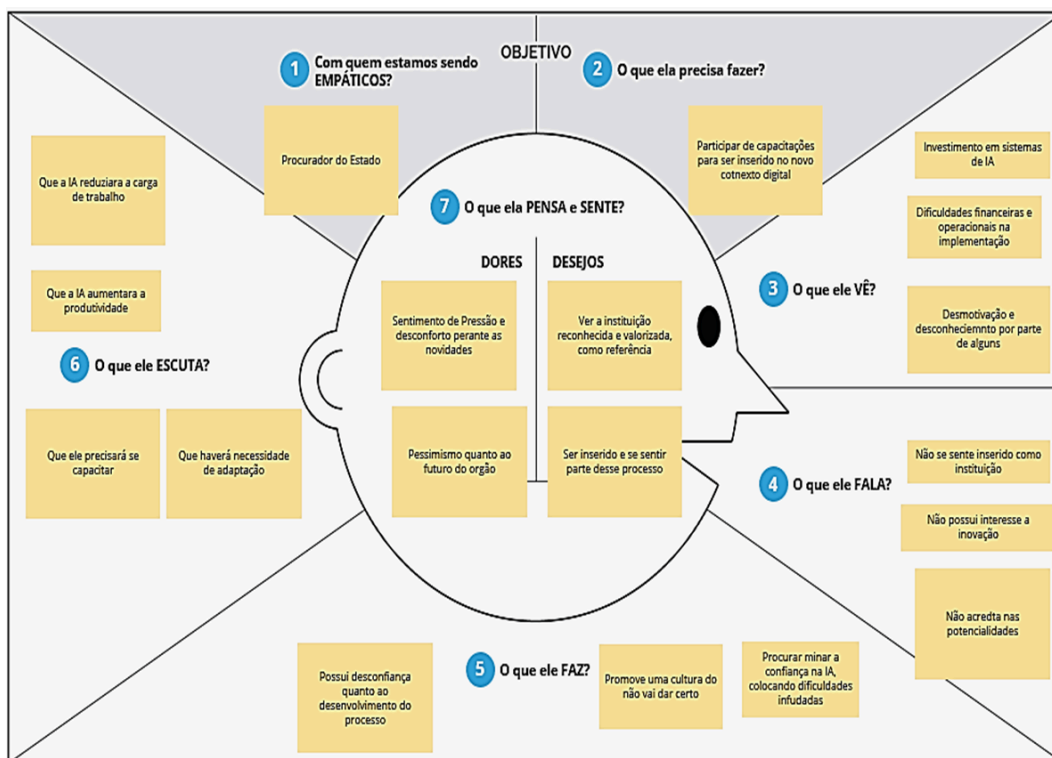 OBJETIVO
1
Com quem estamos sendo
EMPÁTICOS?
Procurador do Estado
2
O que ela precisa fazer?
Participar de capacitações
para ser inserido no novo
cotnexto digital
3
O que ele VÊ?
Investimento em sistemas
de IA
Dificuldades financeiras e
operacionais na
implementação
Desmotivação e
desconheciemnto por parte
de alguns
4
O que ele FALA?
Não se sente inserido como
instituição
Não possui interesse a
inovação
Não acredta nas
potencialidades
5
O que ele FAZ?
Possui desconfiança
quanto ao
desenvolvimento do
processo
Promove uma cultura do
não vai dar certo
Procurar minar a
confiança na IA,
colocando dificuldades
infudadas
6
O que ele ESCUTA?
Que a IA reduziara a carga
de trabalho
Que a IA aumentara a
produtividade
Que ele precisará se
capacitar
Que haverá necessidade
de adaptação
7
O que ela PENSA e SENTE?
DORES
Sentimento de Pressão e
desconforto perante as
novidades
Pessimismo quanto ao
futuro do orgão
DESEJOS
Ver a instituição
reconhecida e valorizada,
como referência
Ser inserido e se sentir
parte desse processo